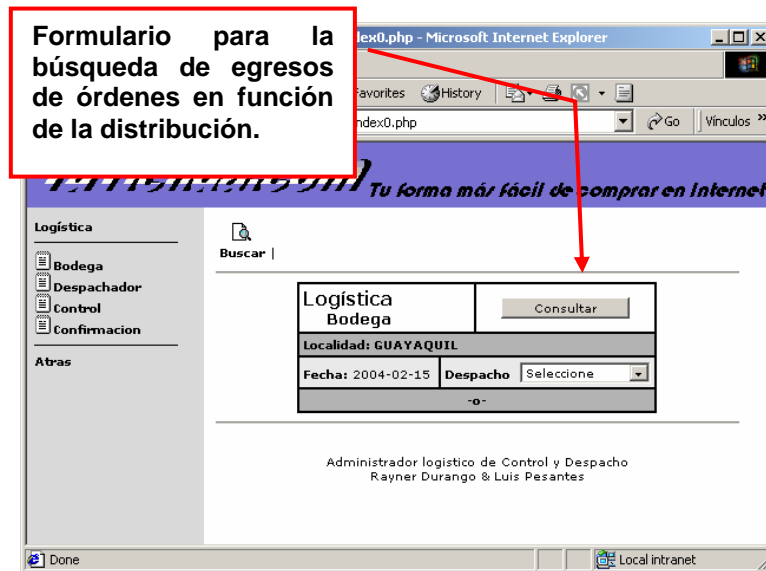 Formulario para la
búsqueda de egresos
de órdenes en función
de la distribución.
ex0.php - Microsoft Internet Explorer
avorites History
ndex0.php Go Vínculos »
Tu forma más fácil de comprar en Internet
Logística
Bodega
Despachador
Control
Confirmacion
Atras
Buscar |
Logística
Bodega
Consultar
Localidad: GUAYAQUIL
Fecha: 2004-02-15 Despacho Seleccione
-o-
Administrador logistico de Control y Despacho
Rayner Durango & Luis Pesantes
Done Local intranet